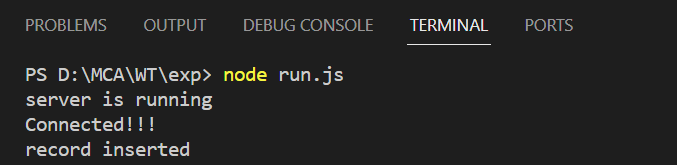 PROBLEMS OUTPUT DEBUG CONSOLE TERMINAL PORTS
PS D:\MCA\WT\exp> node run.js
server is running
Connected!!!
record inserted